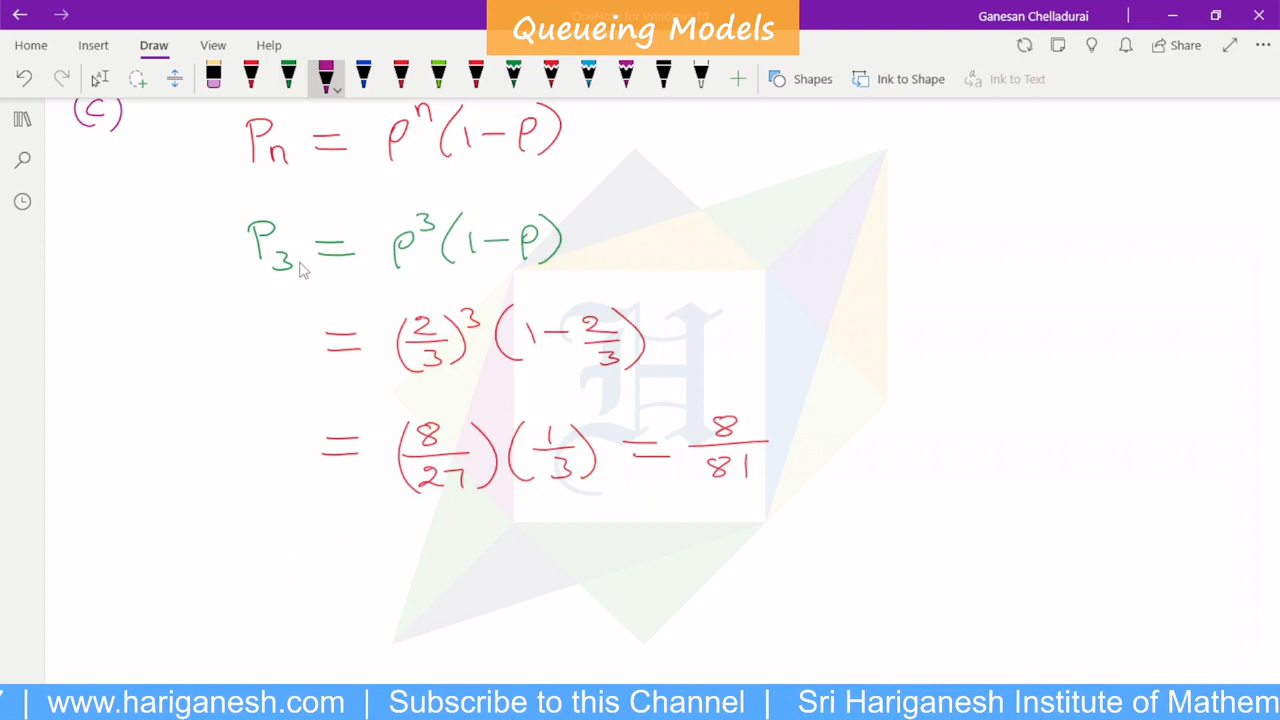 Queueing Models
Ganesan Chelladurai
Home Insert Draw View Help
Share
Shapes
Ink to Shape
Ink to Text
(c)
Pn = ρ^n (1 − ρ)
P3 = ρ^3 (1 − ρ)
= (2/3)^3 (1 − 2/3)
= (8/27) (1/3) = 8/81
H
| www.hariganesh.com | Subscribe to this Channel | Sri Hariganesh Institute of Mathem